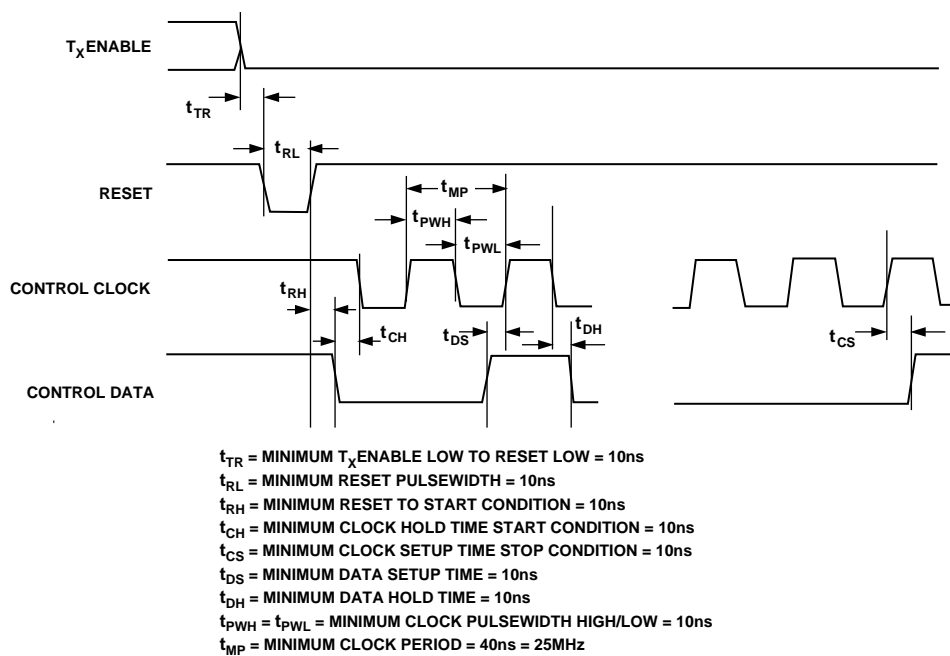 TXENABLE
tTR
tRL
RESET
tMP
tPWH
tPWL
CONTROL CLOCK
tRH
tCH
tDS
tDH
tCS
CONTROL DATA
tTR = MINIMUM TXENABLE LOW TO RESET LOW = 10ns
tRL = MINIMUM RESET PULSEWIDTH = 10ns
tRH = MINIMUM RESET TO START CONDITION = 10ns
tCH = MINIMUM CLOCK HOLD TIME START CONDITION = 10ns
tCS = MINIMUM CLOCK SETUP TIME STOP CONDITION = 10ns
tDS = MINIMUM DATA SETUP TIME = 10ns
tDH = MINIMUM DATA HOLD TIME = 10ns
tPWH = tPWL = MINIMUM CLOCK PULSEWIDTH HIGH/LOW = 10ns
tMP = MINIMUM CLOCK PERIOD = 40ns = 25MHz